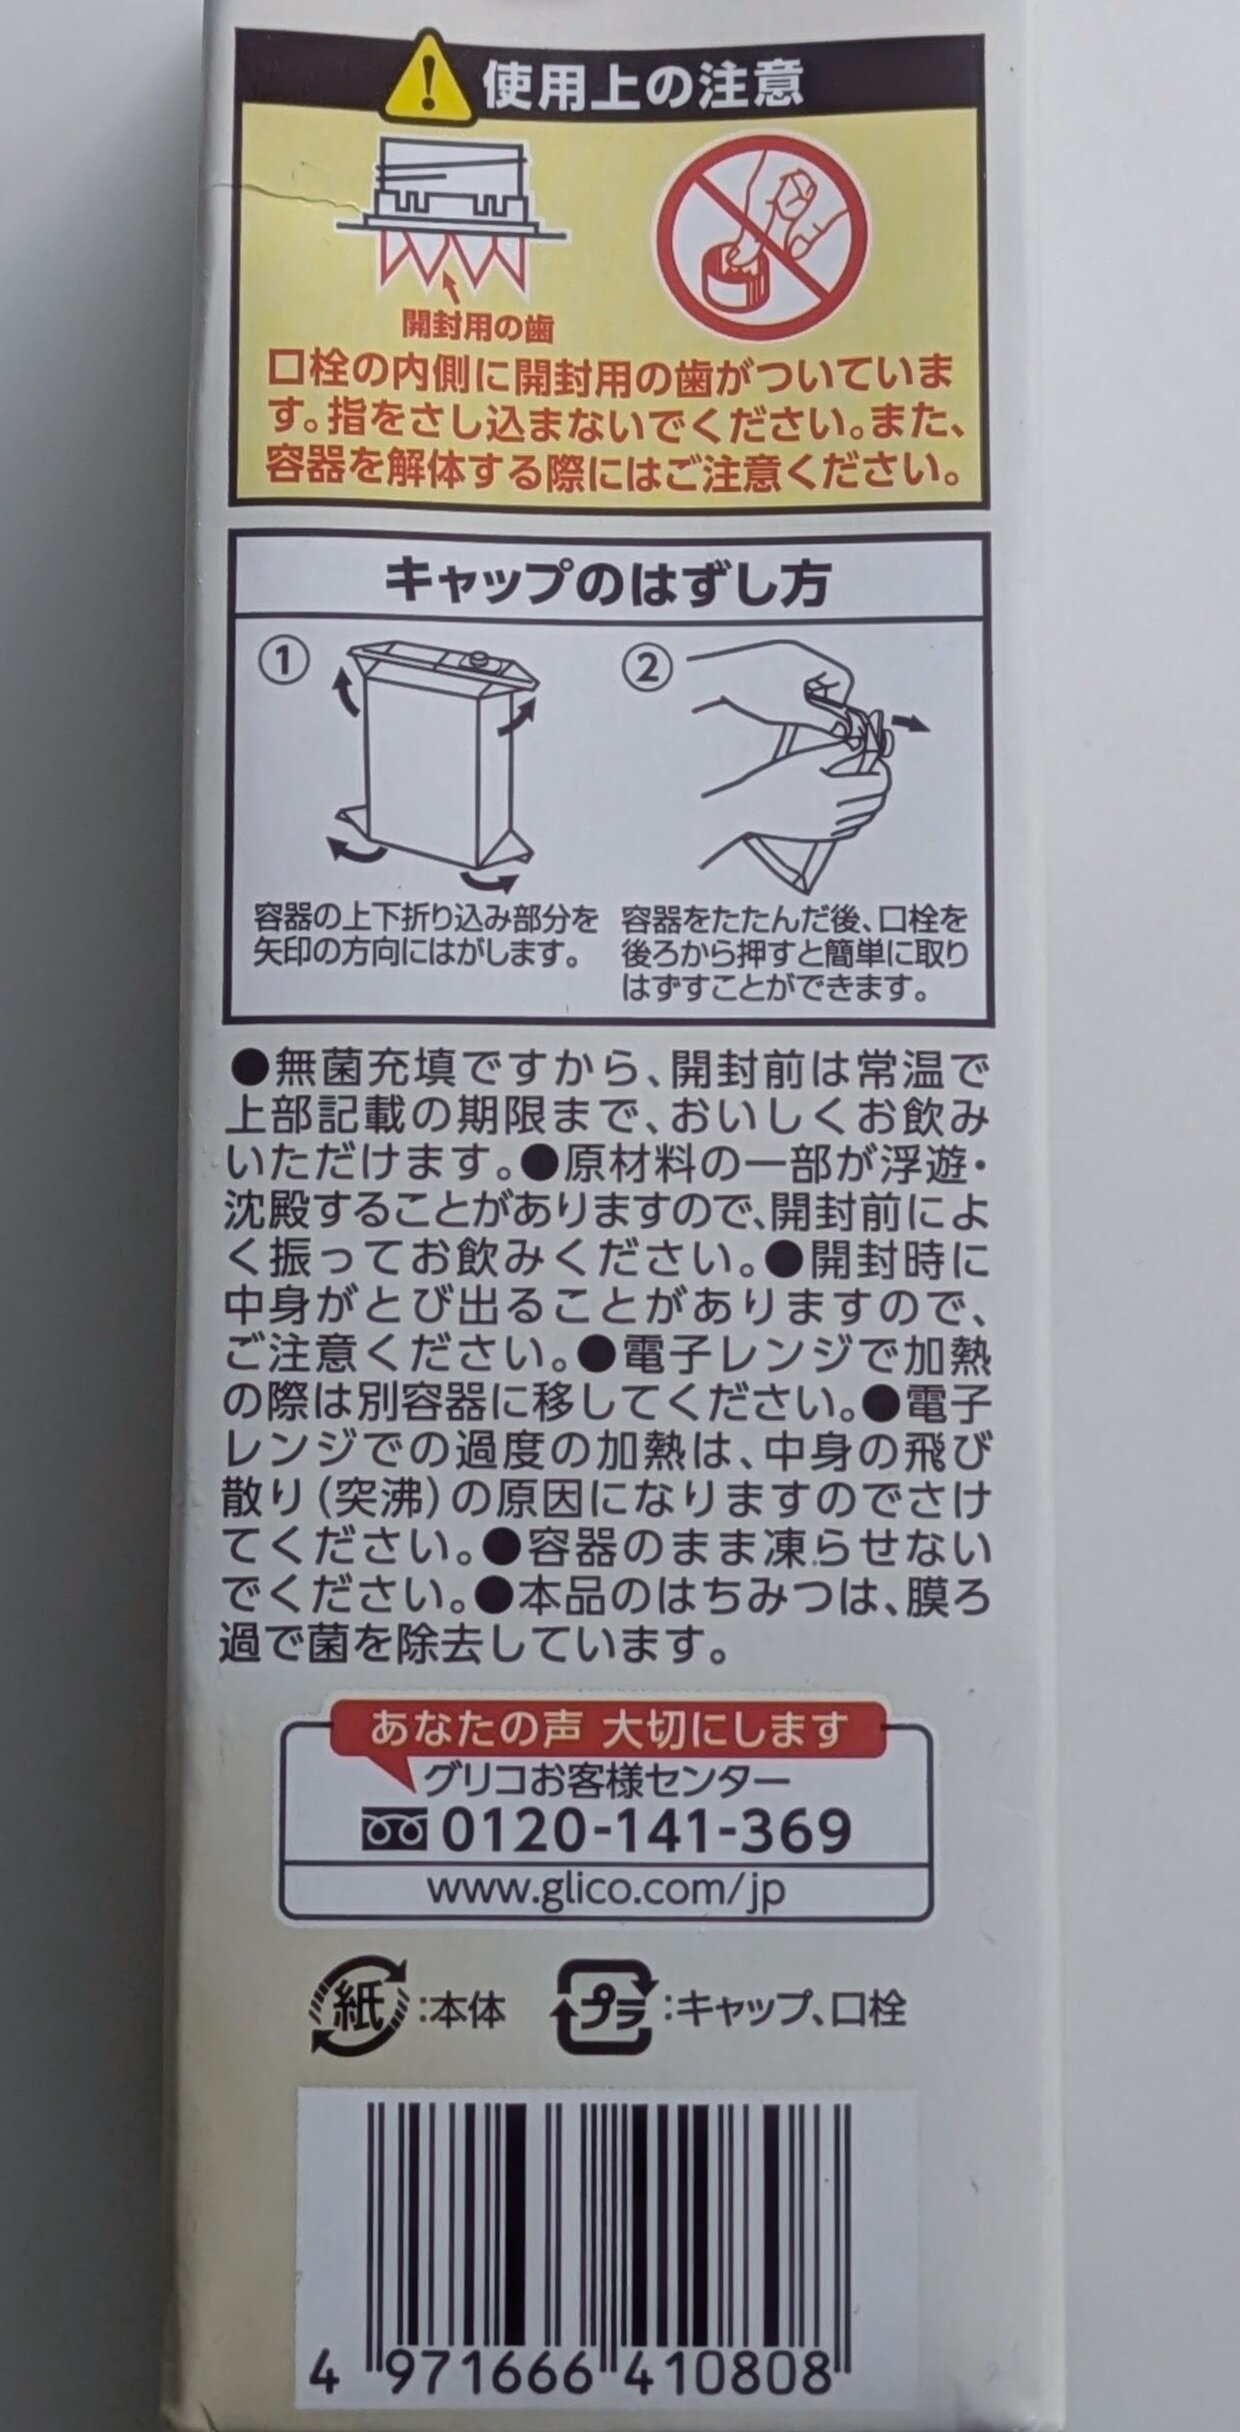 使用上の注意
開封用の歯
口栓の内側に開封用の歯がついていま
す。指をさし込まないでください。また、
容器を解体する際にはご注意ください。
キャップのはずし方
①
②
容器の上下折り込み部分を
矢印の方向にはがします。
容器をたたんだ後、口栓を
後ろから押すと簡単に取り
はずすことができます。
●無菌充填ですから、開封前は常温で
上部記載の期限まで、おいしくお飲み
いただけます。●原材料の一部が浮遊・
沈殿することがありますので、開封前によ
く振ってお飲みください。●開封時に
中身がとび出ることがありますので、
ご注意ください。●電子レンジで加熱
の際は別容器に移してください。●電子
レンジでの過度の加熱は、中身の飛び
散り(突沸)の原因になりますのでさけ
てください。●容器のまま凍らせない
でください。●本品のはちみつは、膜ろ
過で菌を除去しています。
あなたの声 大切にします
グリコお客様センター
0120-141-369
www.glico.com/jp
紙:本体 プラ:キャップ、口栓
4 971666 410808